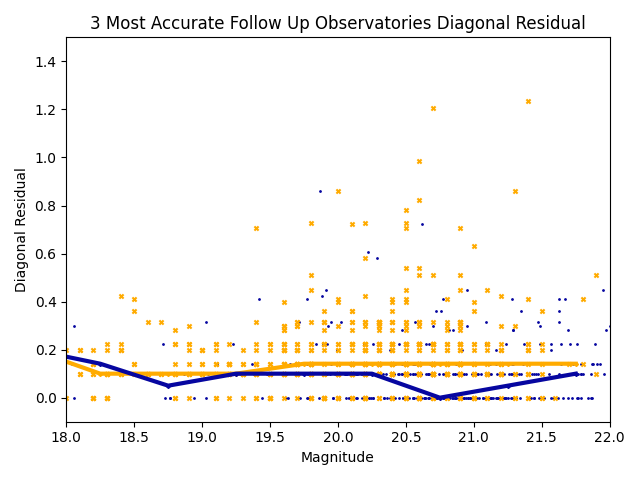 3 Most Accurate Follow Up Observatories Diagonal Residual
1.4
1.2
1.0
0.8
0.6
0.4
0.2
0.0
Diagonal Residual
18.0 18.5 19.0 19.5 20.0 20.5 21.0 21.5 22.0
Magnitude